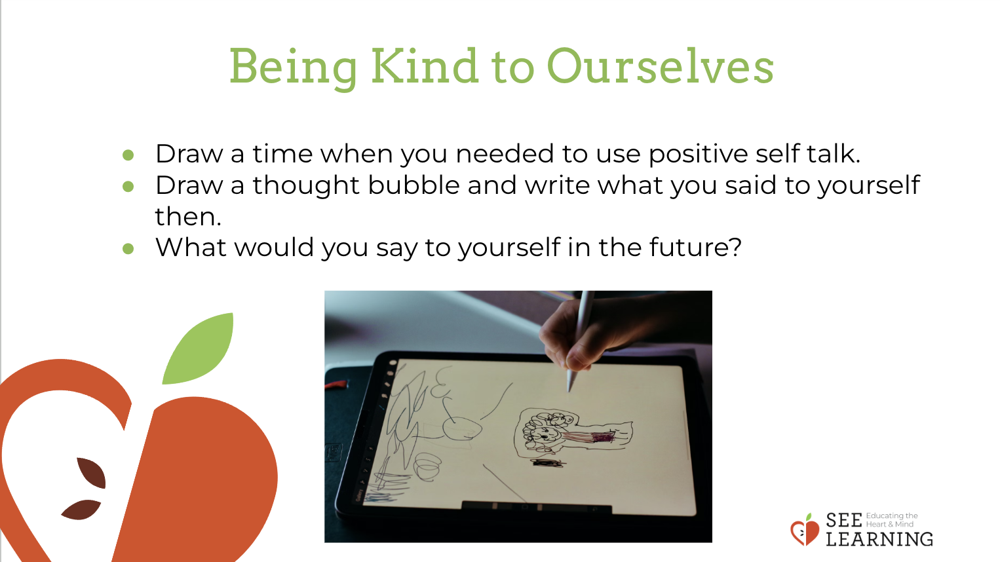 Being Kind to Ourselves
● Draw a time when you needed to use positive self talk.
● Draw a thought bubble and write what you said to yourself
then.
● What would you say to yourself in the future?
Gallery
SEE Educating the
Heart & Mind
LEARNING